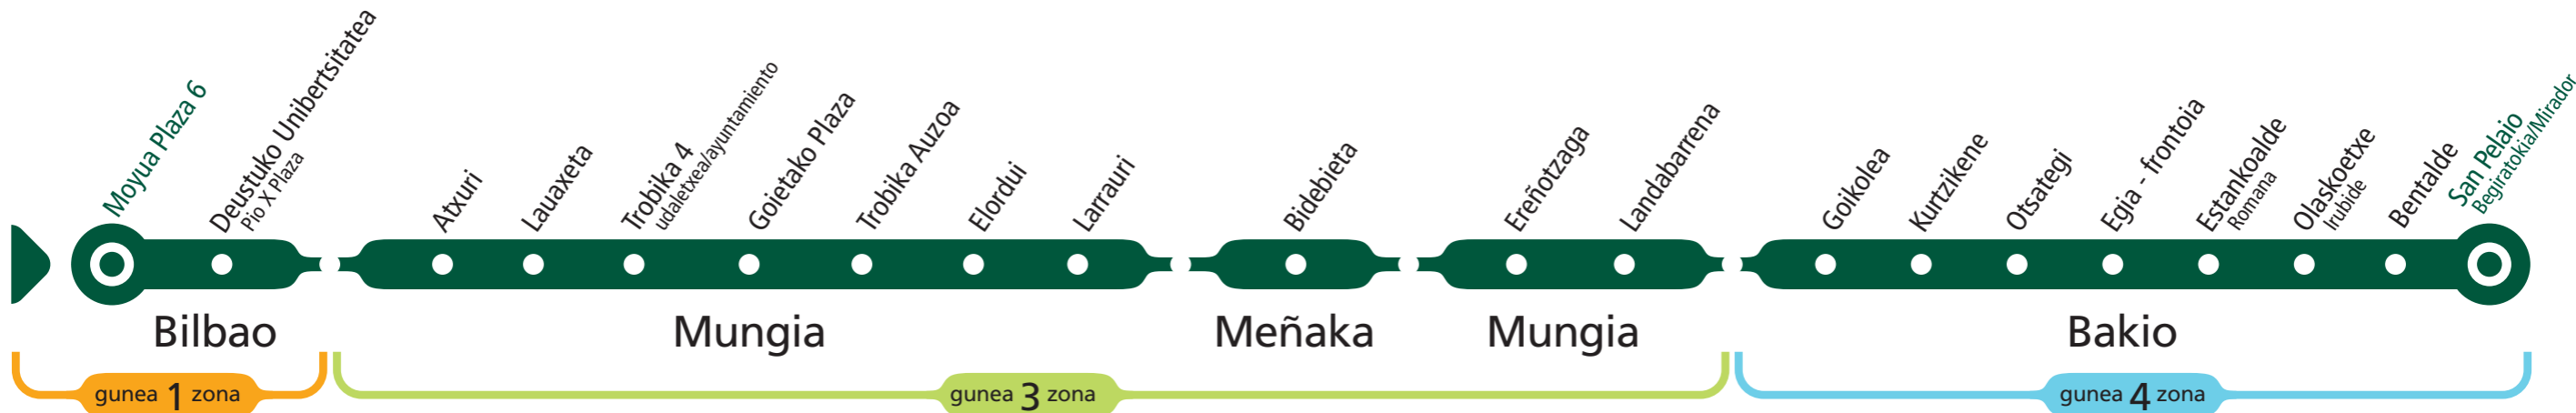 Moyua Plaza 6
Deustuko Unibertsitatea
Pio X Plaza
Atxuri
Lauaxeta
Trobika 4
udaletxea/ayuntamiento
Goietako Plaza
Trobika Auzoa
Elordui
Larrauri
Bidebieta
Ereñotzaga
Landabarrena
Goikolea
Kurtzikene
Otsategi
Egia - frontoia
Estankoalde
Romana
Olaskoetxe
Irubide
Bentalde
San Pelaio
Begiratokia/Mirador
Bilbao
Mungia
Meñaka
Mungia
Bakio
gunea 1 zona
gunea 3 zona
gunea 4 zona